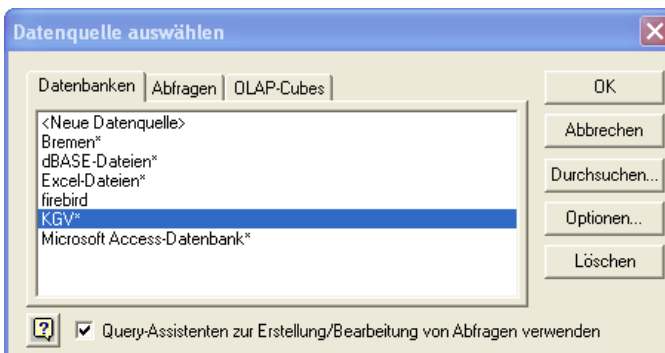 Datenquelle auswählen
Datenbanken Abfragen OLAP-Cubes
<Neue Datenquelle>
Bremen*
dBASE-Dateien*
Excel-Dateien*
firebird
KGV*
Microsoft Access-Datenbank*
OK
Abbrechen
Durchsuchen...
Optionen...
Löschen
Query-Assistenten zur Erstellung/Bearbeitung von Abfragen verwenden